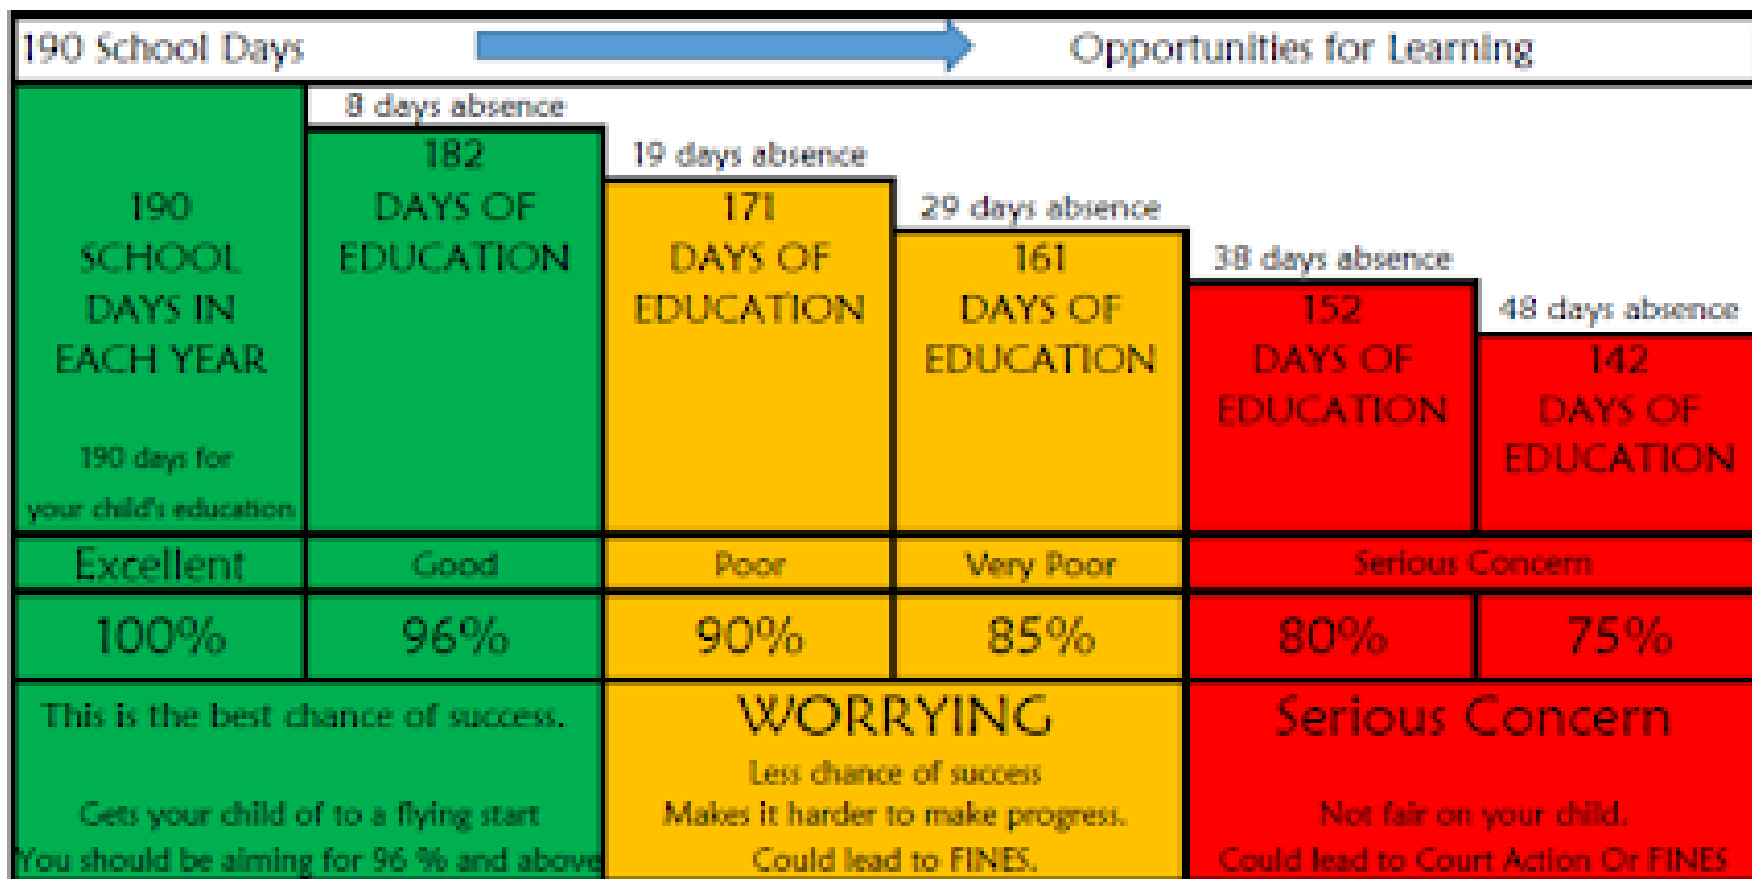 190 School Days
Opportunities for Learning
190
SCHOOL
DAYS IN
EACH YEAR
190 days for
your child's education
8 days absence
182
DAYS OF
EDUCATION
19 days absence
171
DAYS OF
EDUCATION
29 days absence
161
DAYS OF
EDUCATION
38 days absence
152
DAYS OF
EDUCATION
48 days absence
142
DAYS OF
EDUCATION
Excellent
Good
Poor
Very Poor
Serious Concern
100%
96%
90%
85%
80%
75%
This is the best chance of success.
Gets your child of to a flying start
You should be aiming for 96 % and above
WORRYING
Less chance of success
Makes it harder to make progress.
Could lead to FINES.
Serious Concern
Not fair on your child.
Could lead to Court Action Or FINES